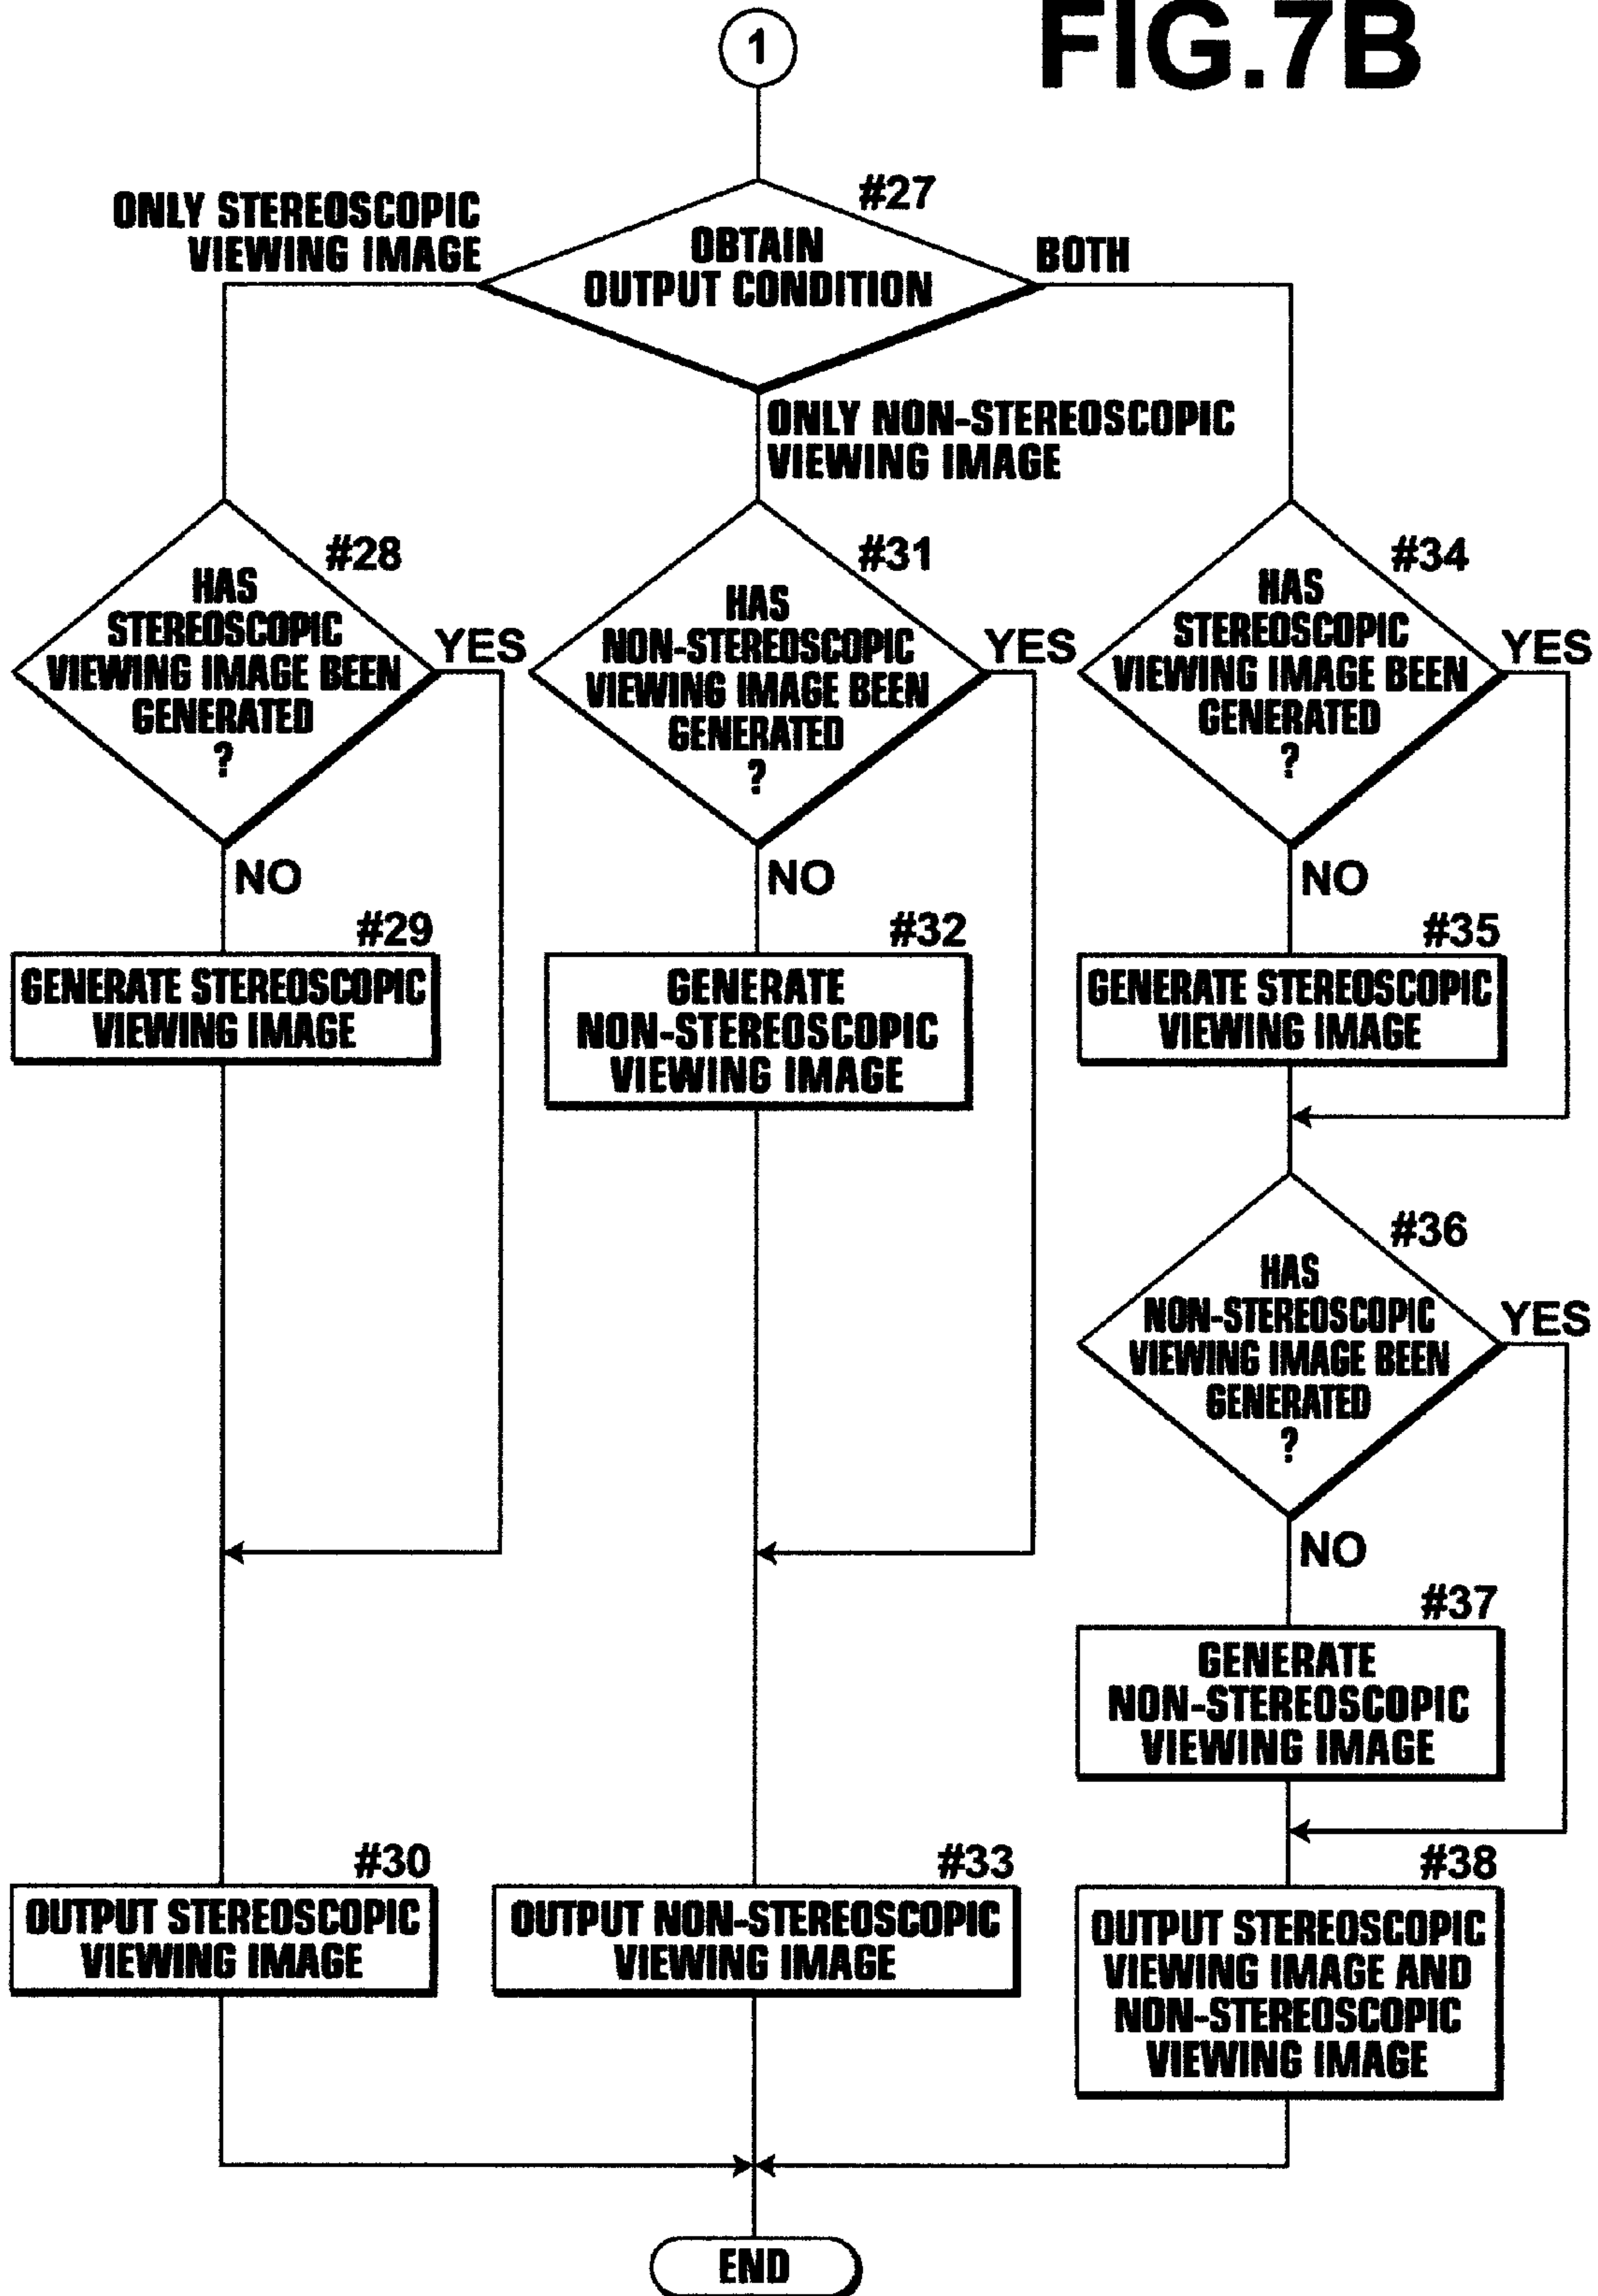 FIG.7B
1
#27
OBTAIN
OUTPUT CONDITION
ONLY STEREOSCOPIC
VIEWING IMAGE
BOTH
ONLY NON-STEREOSCOPIC
VIEWING IMAGE
#28
HAS
STEREOSCOPIC
VIEWING IMAGE BEEN
GENERATED
?
YES
NO
#29
GENERATE STEREOSCOPIC
VIEWING IMAGE
#30
OUTPUT STEREOSCOPIC
VIEWING IMAGE
#31
HAS
NON-STEREOSCOPIC
VIEWING IMAGE BEEN
GENERATED
?
YES
NO
#32
GENERATE
NON-STEREOSCOPIC
VIEWING IMAGE
#33
OUTPUT NON-STEREOSCOPIC
VIEWING IMAGE
#34
HAS
STEREOSCOPIC
VIEWING IMAGE BEEN
GENERATED
?
YES
NO
#35
GENERATE STEREOSCOPIC
VIEWING IMAGE
#36
HAS
NON-STEREOSCOPIC
VIEWING IMAGE BEEN
GENERATED
?
YES
NO
#37
GENERATE
NON-STEREOSCOPIC
VIEWING IMAGE
#38
OUTPUT STEREOSCOPIC
VIEWING IMAGE AND
NON-STEREOSCOPIC
VIEWING IMAGE
END